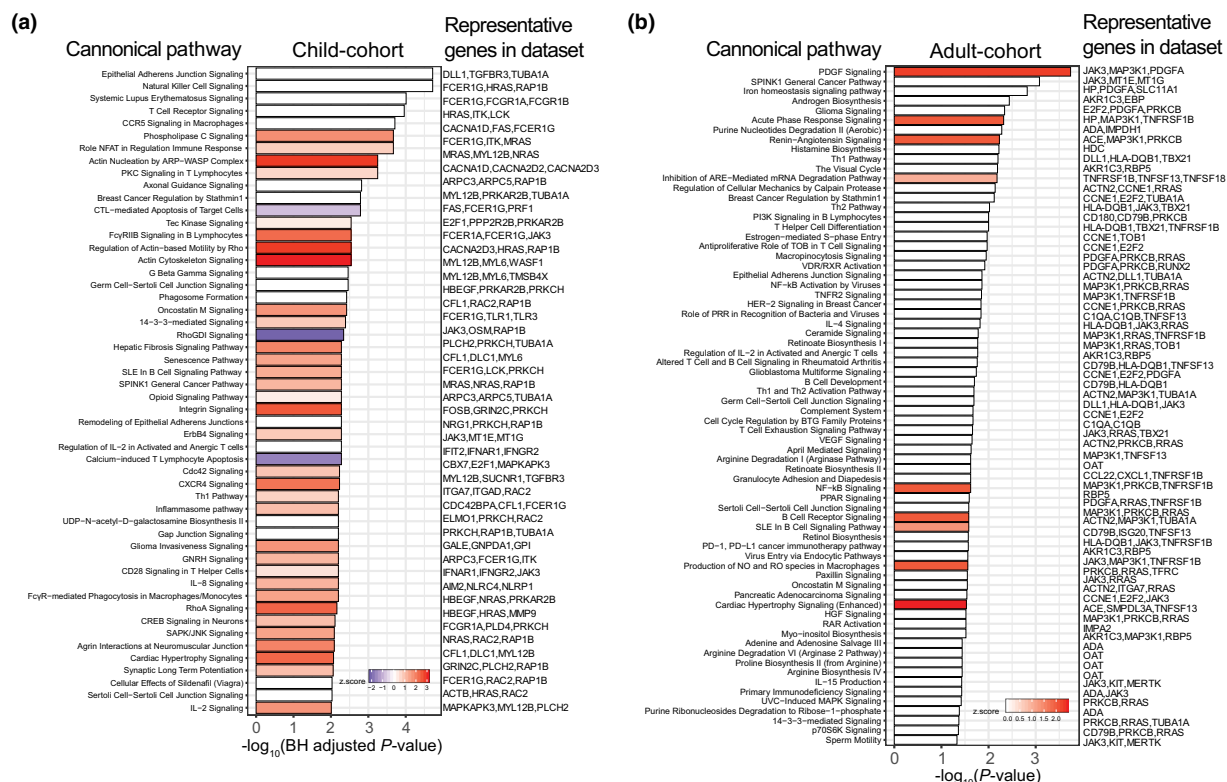 (a)
Cannonical pathway
Child-cohort
Representative
genes in dataset
Epithelial Adherens Junction Signaling
Natural Killer Cell Signaling
Systemic Lupus Erythematosus Signaling
T Cell Receptor Signaling
CCR5 Signaling in Macrophages
Phospholipase C Signaling
Role NFAT in Regulation Immune Response
Actin Nucleation by ARP-WASP Complex
PKC Signaling in T Lymphocytes
Axonal Guidance Signaling
Breast Cancer Regulation by Stathmin1
CTL-mediated Apoptosis of Target Cells
Tec Kinase Signaling
FcγRIIB Signaling in B Lymphocytes
Regulation of Actin-based Motility by Rho
Actin Cytoskeleton Signaling
G Beta Gamma Signaling
Germ Cell-Sertoli Cell Junction Signaling
Phagosome Formation
Oncostatin M Signaling
14-3-3-mediated Signaling
RhoGDI Signaling
Hepatic Fibrosis Signaling Pathway
Senescence Pathway
SLE In B Cell Signaling Pathway
SPINK1 General Cancer Pathway
Opioid Signaling Pathway
Integrin Signaling
Remodeling of Epithelial Adherens Junctions
ErbB4 Signaling
Regulation of IL-2 in Activated and Anergic T cells
Calcium-induced T Lymphocyte Apoptosis
Cdc42 Signaling
CXCR4 Signaling
Th1 Pathway
Inflammasome pathway
UDP-N-acetyl-D-galactosamine Biosynthesis II
Gap Junction Signaling
Glioma Invasiveness Signaling
GNRH Signaling
CD28 Signaling in T Helper Cells
IL-8 Signaling
FcγR-mediated Phagocytosis in Macrophages/Monocytes
RhoA Signaling
CREB Signaling in Neurons
SAPK/JNK Signaling
Agrin Interactions at Neuromuscular Junction
Cardiac Hypertrophy Signaling
Synaptic Long Term Potentiation
Cellular Effects of Sildenafil (Viagra)
Sertoli Cell-Sertoli Cell Junction Signaling
IL-2 Signaling
DLL1,TGFBR3,TUBA1A
FCER1G,HRAS,RAP1B
FCER1G,FCGR1A,FCGR1B
HRAS,ITK,LCK
CACNA1D,FAS,FCER1G
FCER1G,ITK,MRAS
MRAS,MYL12B,NRAS
CACNA1D,CACNA2D2,CACNA2D3
ARPC3,ARPC5,RAP1B
MYL12B,PRKAR2B,TUBA1A
FAS,FCER1G,PRF1
E2F1,PPP2R2B,PRKAR2B
FCER1A,FCER1G,JAK3
CACNA2D3,HRAS,RAP1B
MYL12B,MYL6,WASF1
MYL12B,MYL6,TMSB4X
HBEGF,PRKAR2B,PRKCH
CFL1,RAC2,RAP1B
FCER1G,TLR1,TLR3
JAK3,OSM,RAP1B
PLCH2,PRKCH,TUBA1A
CFL1,DLC1,MYL6
FCER1G,LCK,PRKCH
MRAS,NRAS,RAP1B
ARPC3,ARPC5,TUBA1A
FOSB,GRIN2C,PRKCH
NRG1,PRKCH,RAP1B
JAK3,MT1E,MT1G
IFIT2,IFNAR1,IFNGR2
CBX7,E2F1,MAPKAPK3
MYL12B,SUCNR1,TGFBR3
ITGA7,ITGAD,RAC2
CDC42BPA,CFL1,FCER1G
ELMO1,PRKCH,RAC2
PRKCH,RAP1B,TUBA1A
GALE,GNPDA1,GPI
ARPC3,FCER1G,ITK
IFNAR1,IFNGR2,JAK3
AIM2,NLRC4,NLRP1
HBEGF,NRAS,PRKAR2B
HBEGF,HRAS,MMP9
FCGR1A,PLD4,PRKCH
NRAS,RAC2,RAP1B
CFL1,DLC1,MYL12B
GRIN2C,PLCH2,RAP1B
FCER1G,RAC2,RAP1B
ACTB,HRAS,RAC2
MAPKAPK3,MYL12B,PLCH2
z.score
-2 -1 0 1 2 3
0 1 2 3 4 5
-log10(BH adjusted P-value)
(b)
Cannonical pathway
Adult-cohort
Representative
genes in dataset
PDGF Signaling
SPINK1 General Cancer Pathway
Iron homeostasis signaling pathway
Androgen Biosynthesis
Glioma Signaling
Acute Phase Response Signaling
Purine Nucleotides Degradation II (Aerobic)
Renin-Angiotensin Signaling
Histamine Biosynthesis
Th1 Pathway
The Visual Cycle
Inhibition of ARE-Mediated mRNA Degradation Pathway
Regulation of Cellular Mechanics by Calpain Protease
Breast Cancer Regulation by Stathmin1
Th2 Pathway
PI3K Signaling in B Lymphocytes
T Helper Cell Differentiation
Estrogen-mediated S-phase Entry
Antiproliferative Role of TOB in T Cell Signaling
Macropinocytosis Signaling
VDR/RXR Activation
Epithelial Adherens Junction Signaling
NF-kB Activation by Viruses
TNFR2 Signaling
HER-2 Signaling in Breast Cancer
Role of PRR in Recognition of Bacteria and Viruses
IL-4 Signaling
Ceramide Signaling
Retinoate Biosynthesis I
Regulation of IL-2 in Activated and Anergic T cells
Altered T Cell and B Cell Signaling in Rheumatoid Arthritis
Glioblastoma Multiforme Signaling
B Cell Development
Th1 and Th2 Activation Pathway
Germ Cell-Sertoli Cell Junction Signaling
Complement System
Cell Cycle Regulation by BTG Family Proteins
T Cell Exhaustion Signaling Pathway
VEGF Signaling
April Mediated Signaling
Arginine Degradation I (Arginase Pathway)
Retinoate Biosynthesis II
Granulocyte Adhesion and Diapedesis
NF-kB Signaling
PPAR Signaling
Sertoli Cell-Sertoli Cell Junction Signaling
B Cell Receptor Signaling
SLE In B Cell Signaling Pathway
Retinol Biosynthesis
PD-1, PD-L1 cancer immunotherapy pathway
Virus Entry via Endocytic Pathways
Production of NO and RO species in Macrophages
Paxillin Signaling
Oncostatin M Signaling
Pancreatic Adenocarcinoma Signaling
Cardiac Hypertrophy Signaling (Enhanced)
HGF Signaling
RAR Activation
Myo-inositol Biosynthesis
Adenine and Adenosine Salvage III
Arginine Degradation VI (Arginase 2 Pathway)
Proline Biosynthesis II (from Arginine)
Arginine Biosynthesis IV
IL-15 Production
Primary Immunodeficiency Signaling
UVC-Induced MAPK Signaling
Purine Ribonucleosides Degradation to Ribose-1-phosphate
14-3-3-mediated Signaling
p70S6K Signaling
Sperm Motility
JAK3,MAP3K1,PDGFA
JAK3,MT1E,MT1G
HP,PDGFA,SLC11A1
AKR1C3,EBP
E2F2,PDGFA,PRKCB
HP,MAP3K1,TNFRSF1B
ADA,IMPDH1
ACE,MAP3K1,PRKCB
HDC
DLL1,HLA-DQB1,TBX21
AKR1C3,RBP5
TNFRSF1B,TNFSF13,TNFSF18
ACTN2,CCNE1,RRAS
CCNE1,E2F2,TUBA1A
HLA-DQB1,JAK3,TBX21
CD180,CD79B,PRKCB
HLA-DQB1,TBX21,TNFRSF1B
CCNE1,TOB1
CCNE1,E2F2
PDGFA,PRKCB,RRAS
PDGFA,PRKCB,RUNX2
ACTN2,DLL1,TUBA1A
MAP3K1,PRKCB,RRAS
MAP3K1,TNFRSF1B
CCNE1,PRKCB,RRAS
C1QA,C1QB,TNFSF13
HLA-DQB1,JAK3,RRAS
MAP3K1,RRAS,TNFRSF1B
MAP3K1,RRAS,TOB1
AKR1C3,RBP5
CD79B,HLA-DQB1,TNFSF13
CCNE1,E2F2,PDGFA
CD79B,HLA-DQB1
ACTN2,MAP3K1,TUBA1A
DLL1,HLA-DQB1,JAK3
CCNE1,E2F2
C1QA,C1QB
JAK3,RRAS,TBX21
ACTN2,PRKCB,RRAS
MAP3K1,TNFSF13
OAT
CCL22,CXCL1,TNFRSF1B
MAP3K1,PRKCB,TNFRSF1B
RBP5
PDGFA,RRAS,TNFRSF1B
MAP3K1,PRKCB,RRAS
ACTN2,MAP3K1,TUBA1A
CD79B,ISG20,TNFSF13
HLA-DQB1,JAK3,TNFRSF1B
AKR1C3,RBP5
JAK3,MAP3K1,TNFRSF1B
PRKCB,RRAS,TFRC
JAK3,RRAS
ACTN2,ITGA7,RRAS
CCNE1,E2F2,JAK3
ACE,SMPDL3A,TNFSF13
MAP3K1,PRKCB,RRAS
IMPA2
AKR1C3,MAP3K1,RBP5
ADA
OAT
OAT
OAT
JAK3,KIT,MERTK
ADA,JAK3
PRKCB,RRAS
ADA
PRKCB,RRAS,TUBA1A
CD79B,PRKCB,RRAS
JAK3,KIT,MERTK
z.score
0.0 0.5 1.0 1.5 2.0
0 1 2 3
-log10(P-value)